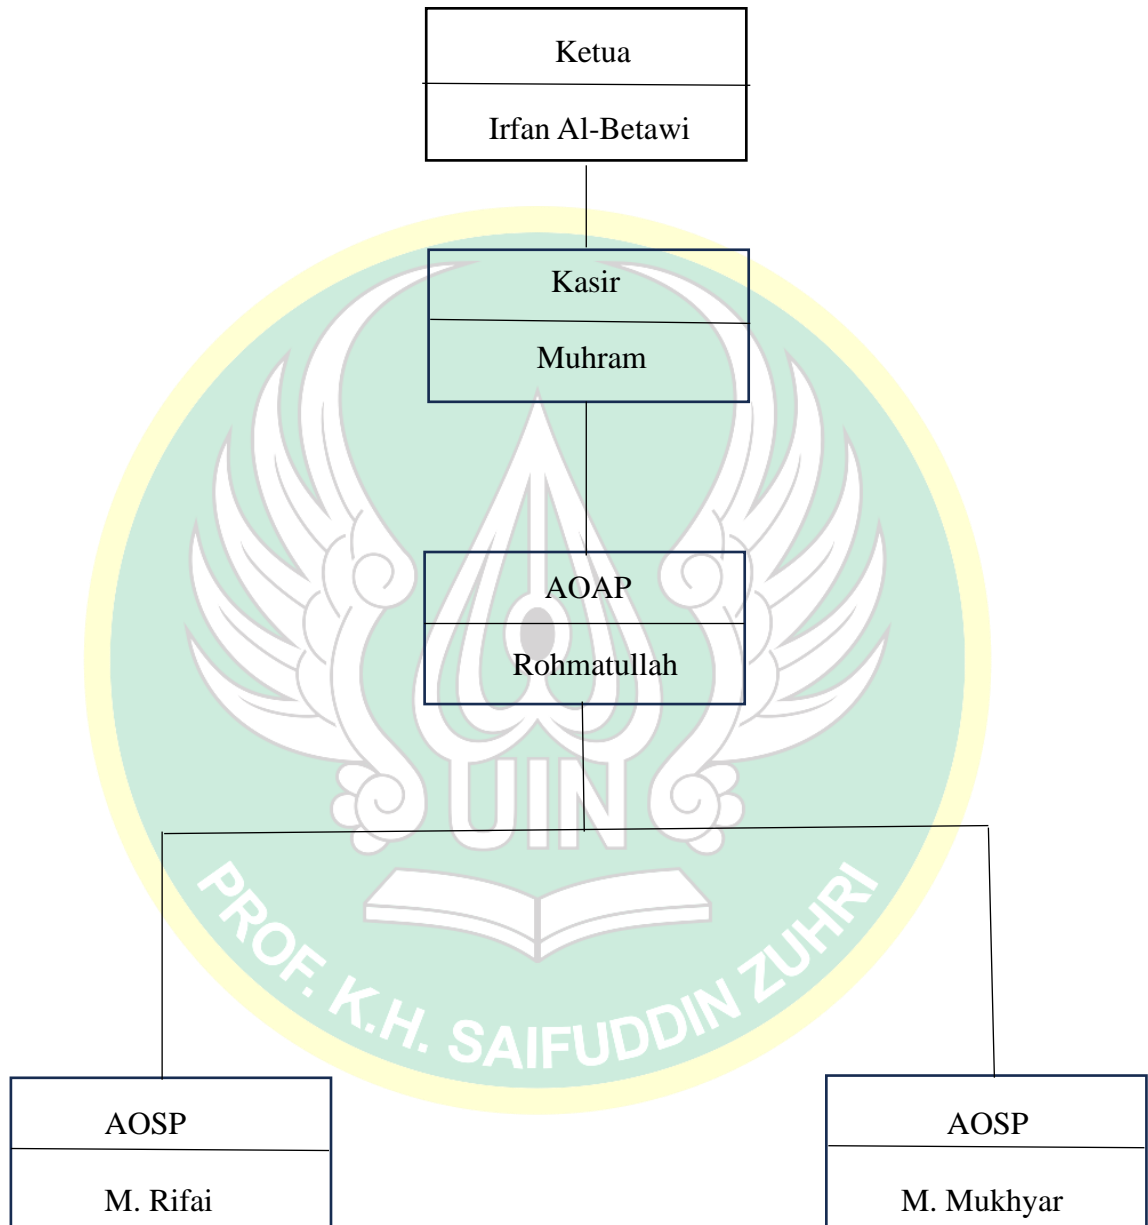 Ketua
Irfan Al-Betawi
Kasir
Muhram
AOAP
Rohmatullah
UIN
PROF. K.H. SAIFUDDIN ZUHRI
AOSP
M. Rifai
AOSP
M. Mukhyar